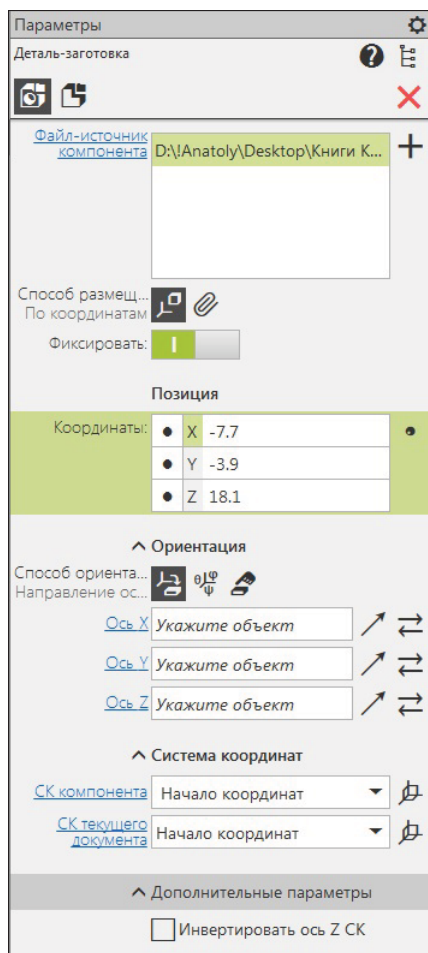 Параметры
Деталь-заготовка
Файл-источник
компонента
D:\!Anatoly\Desktop\Книги К...
Способ размещ...
По координатам
Фиксировать:
Позиция
Координаты:
X -7.7
Y -3.9
Z 18.1
Ориентация
Способ ориента...
Направление ос...
Ось X Укажите объект
Ось Y Укажите объект
Ось Z Укажите объект
Система координат
СК компонента Начало координат
СК текущего
документа
Начало координат
Дополнительные параметры
Инвертировать ось Z СК